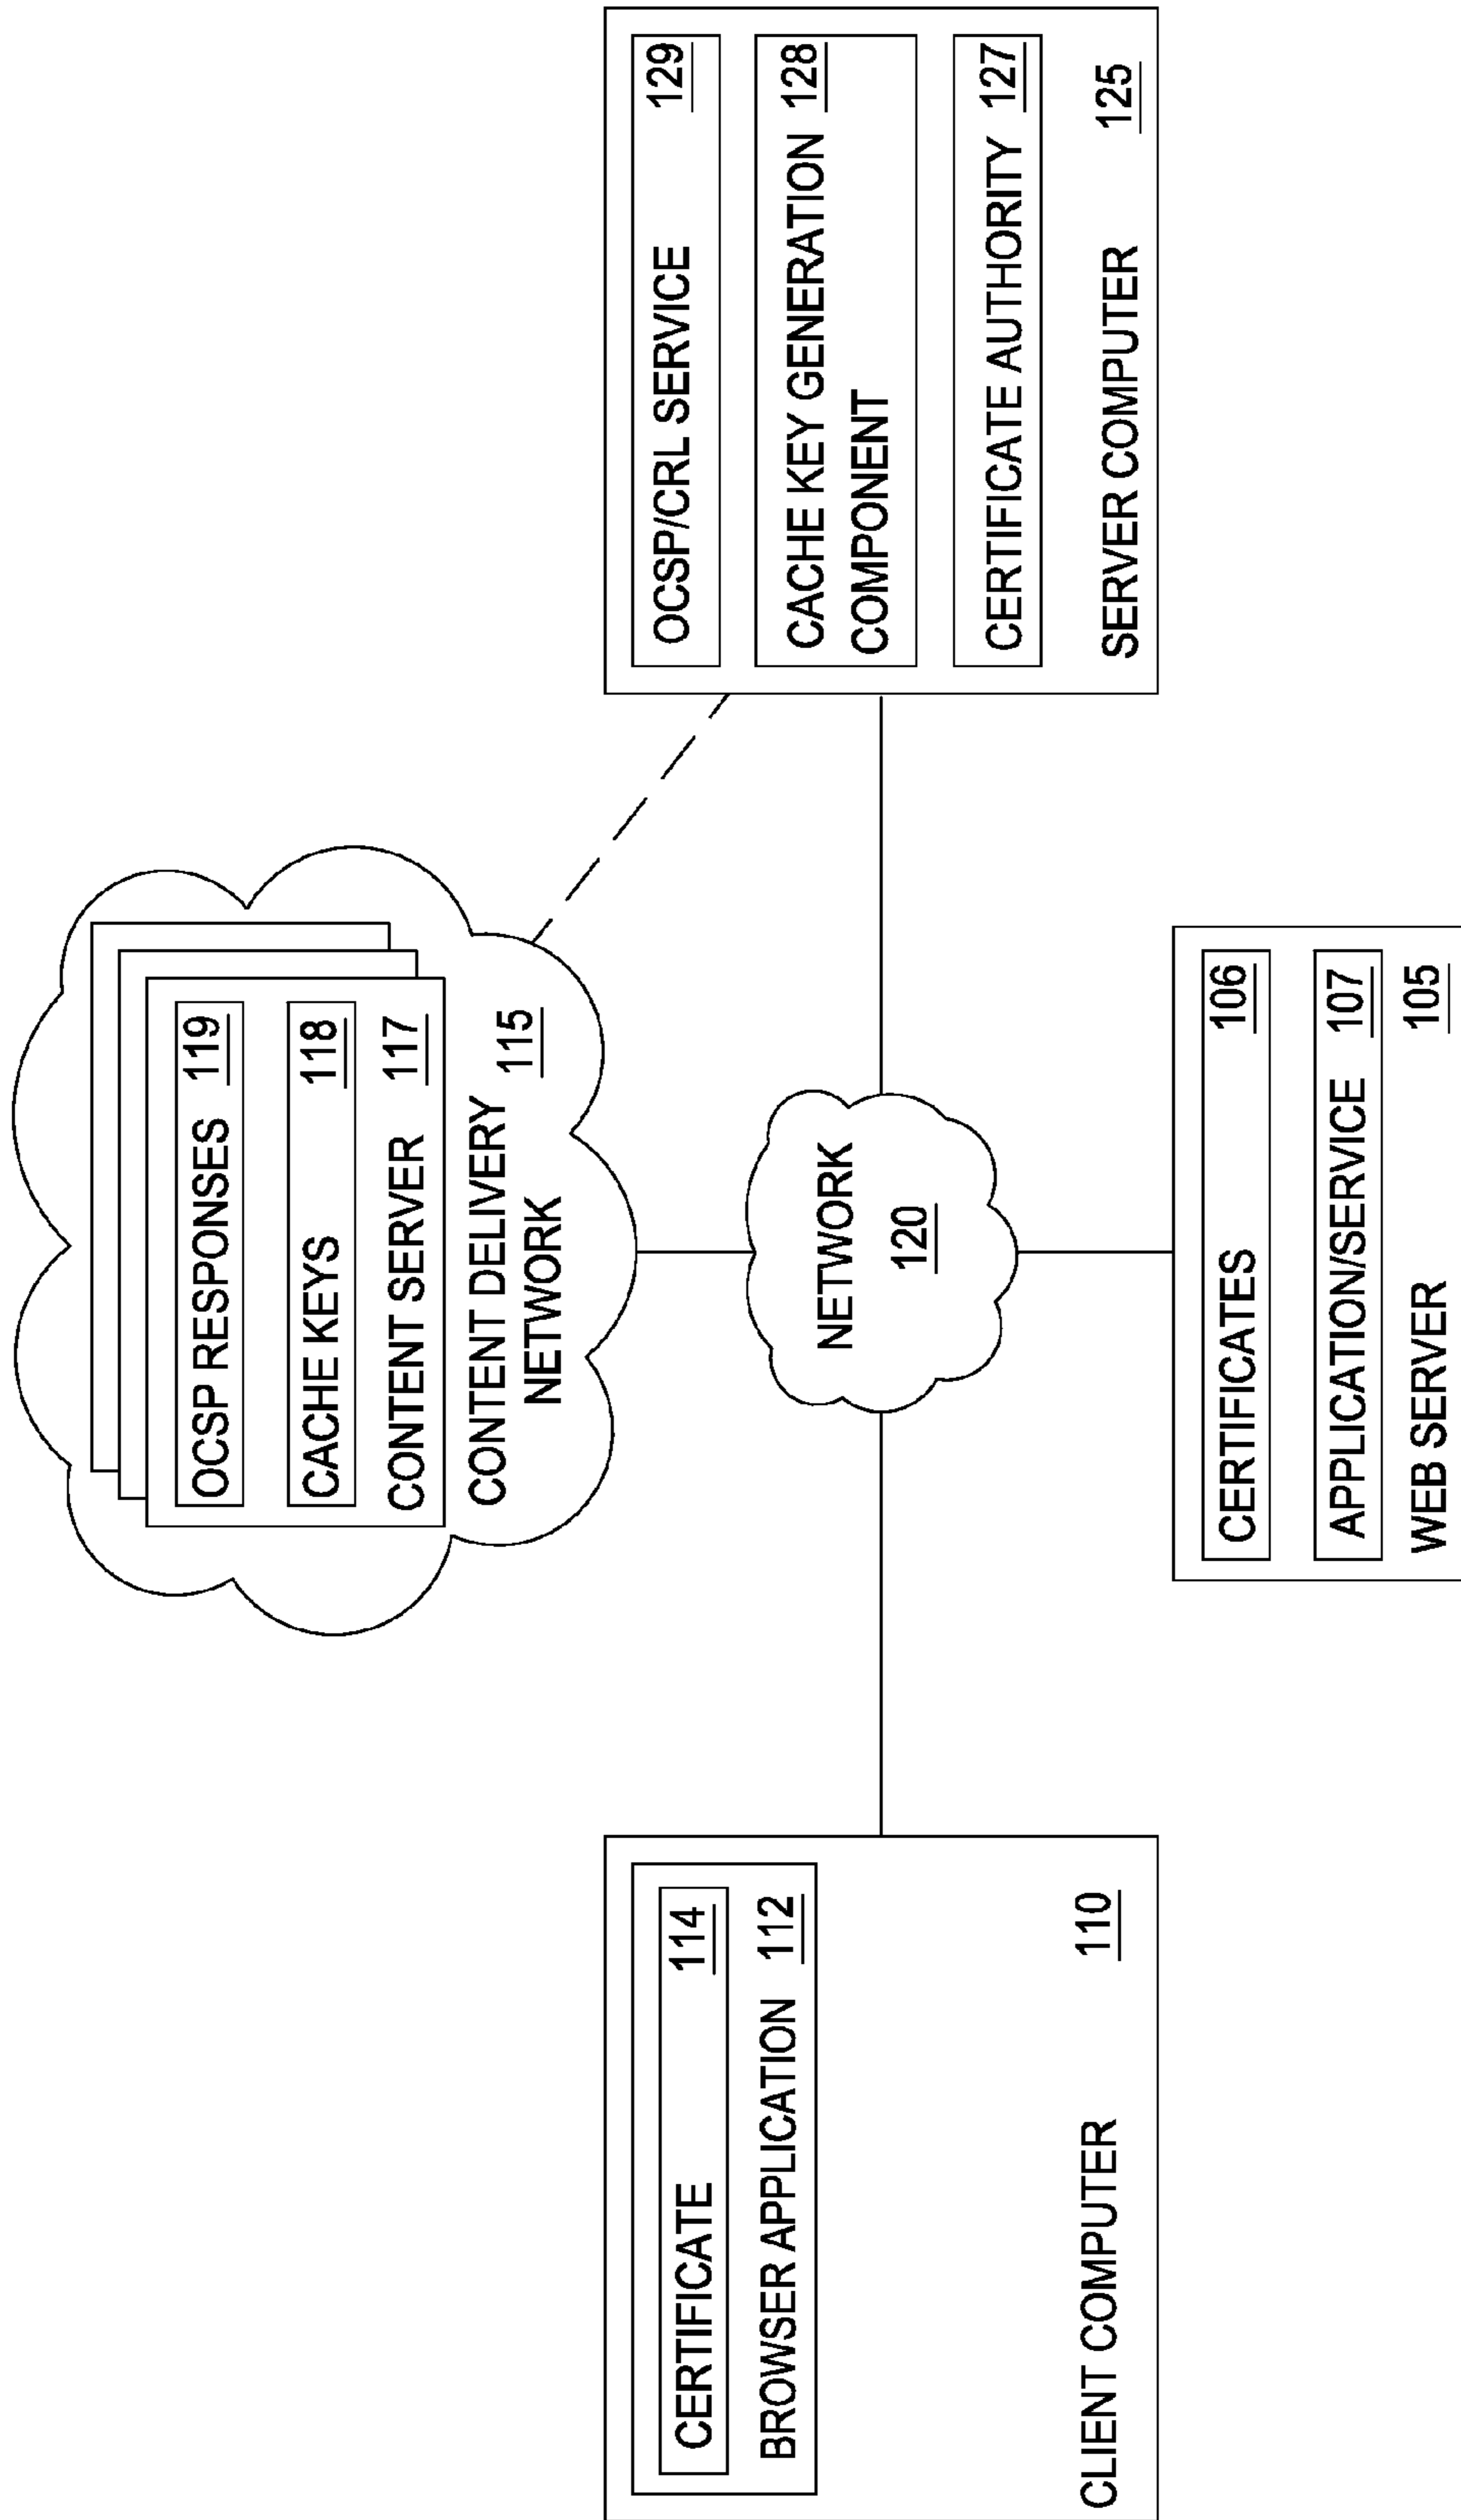 OCSP RESPONSES 119
CACHE KEYS 118
CONTENT SERVER 117
CONTENT DELIVERY 115
NETWORK
CERTIFICATE 114
BROWSER APPLICATION 112
CLIENT COMPUTER 110
NETWORK
120
OCSP/CRL SERVICE 129
CACHE KEY GENERATION 128
COMPONENT
CERTIFICATE AUTHORITY 127
SERVER COMPUTER 125
CERTIFICATES 106
APPLICATION/SERVICE 107
WEB SERVER 105